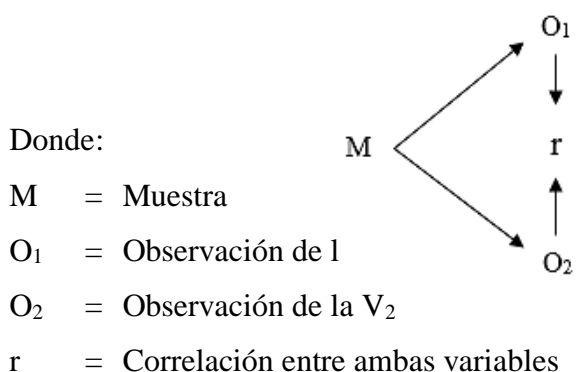 O₁
Donde:
M r
M = Muestra
O₁ = Observación de l
O₂
O₂ = Observación de la V₂
r = Correlación entre ambas variables